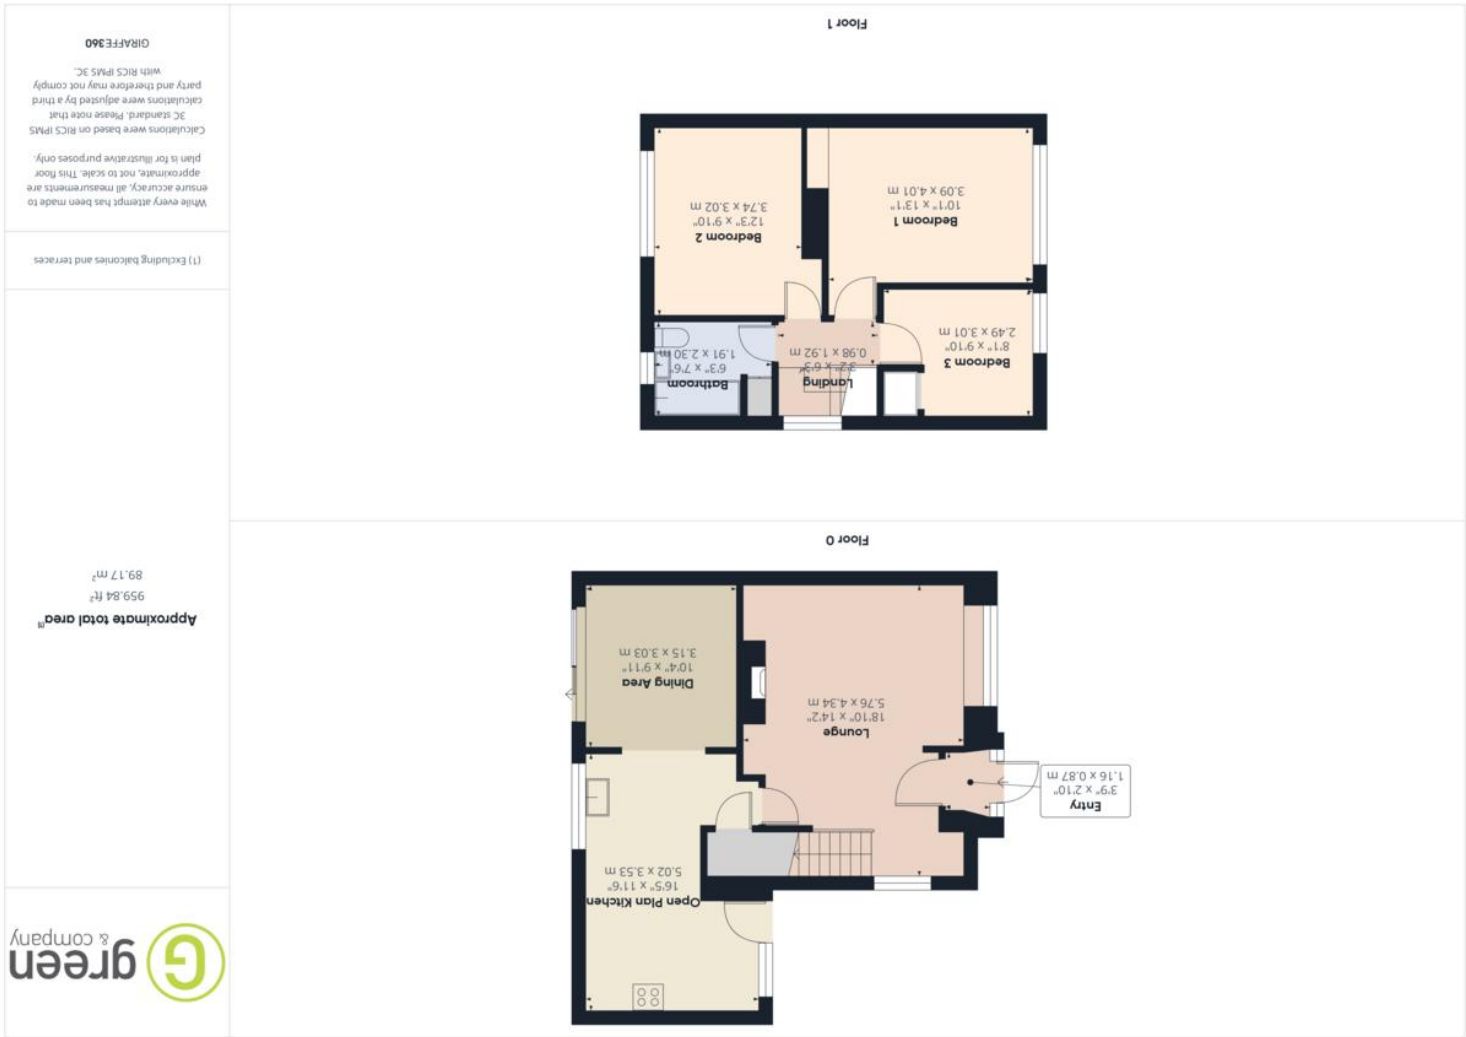 green
& company
Approximate total area⁽¹⁾
959.84 ft²
89.17 m²
(1) Excluding balconies and terraces
While every attempt has been made to
ensure accuracy, all measurements are
approximate, not to scale. This floor
plan is for illustrative purposes only.
Calculations were based on RICS IPMS
3C standard. Please note that
calculations were adjusted by a third
party and therefore may not comply
with RICS IPMS 3C.
GIRAFFE360
Open Plan Kitchen
16'5" x 11'6"
5.02 x 3.53 m
Entry
3'9" x 2'10"
1.16 x 0.87 m
Lounge
18'10" x 14'2"
5.76 x 4.34 m
Dining Area
10'4" x 9'11"
3.15 x 3.03 m
Floor 0
Landing
3'2" x 6'3"
0.98 x 1.92 m
Bathroom
6'3" x 7'6"
1.91 x 2.30 m
Bedroom 3
8'1" x 9'10"
2.49 x 3.01 m
Bedroom 1
10'1" x 13'1"
3.09 x 4.01 m
Bedroom 2
12'3" x 9'10"
3.74 x 3.02 m
Floor 1